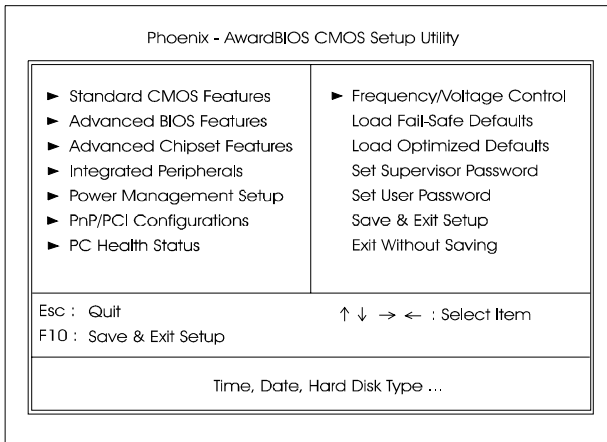 Phoenix - AwardBIOS CMOS Setup Utility
► Standard CMOS Features
► Advanced BIOS Features
► Advanced Chipset Features
► Integrated Peripherals
► Power Management Setup
► PnP/PCI Configurations
► PC Health Status
► Frequency/Voltage Control
Load Fail-Safe Defaults
Load Optimized Defaults
Set Supervisor Password
Set User Password
Save & Exit Setup
Exit Without Saving
Esc : Quit
F10 : Save & Exit Setup
↑ ↓ → ← : Select Item
Time, Date, Hard Disk Type ...